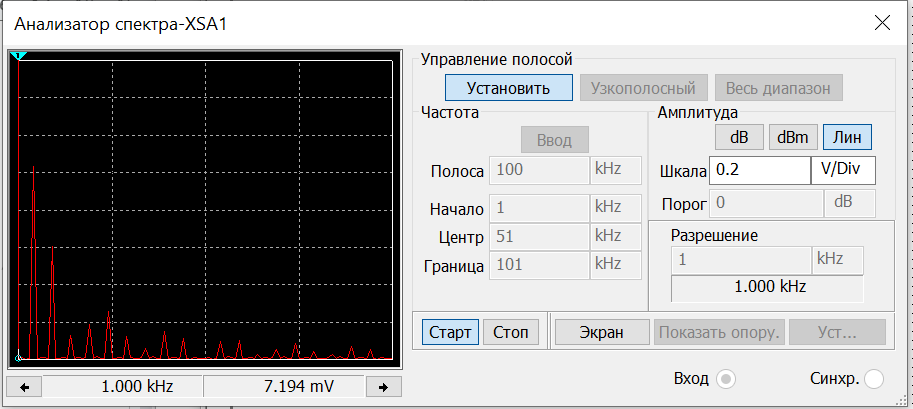 Анализатор спектра-XSA1
1
Управление полосой
Установить
Узкополосный
Весь диапазон
Частота
Ввод
Полоса 100 kHz
Начало 1 kHz
Центр 51 kHz
Граница 101 kHz
Амплитуда
dB dBm Лин
Шкала 0.2 V/Div
Порог 0 dB
Разрешение
1 kHz
1.000 kHz
Старт Стоп Экран Показать опору. Уст...
1.000 kHz 7.194 mV
Вход Синхр.